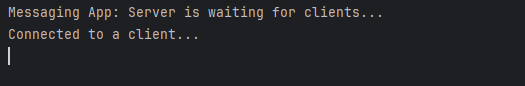 Messaging App: Server is waiting for clients...
Connected to a client...